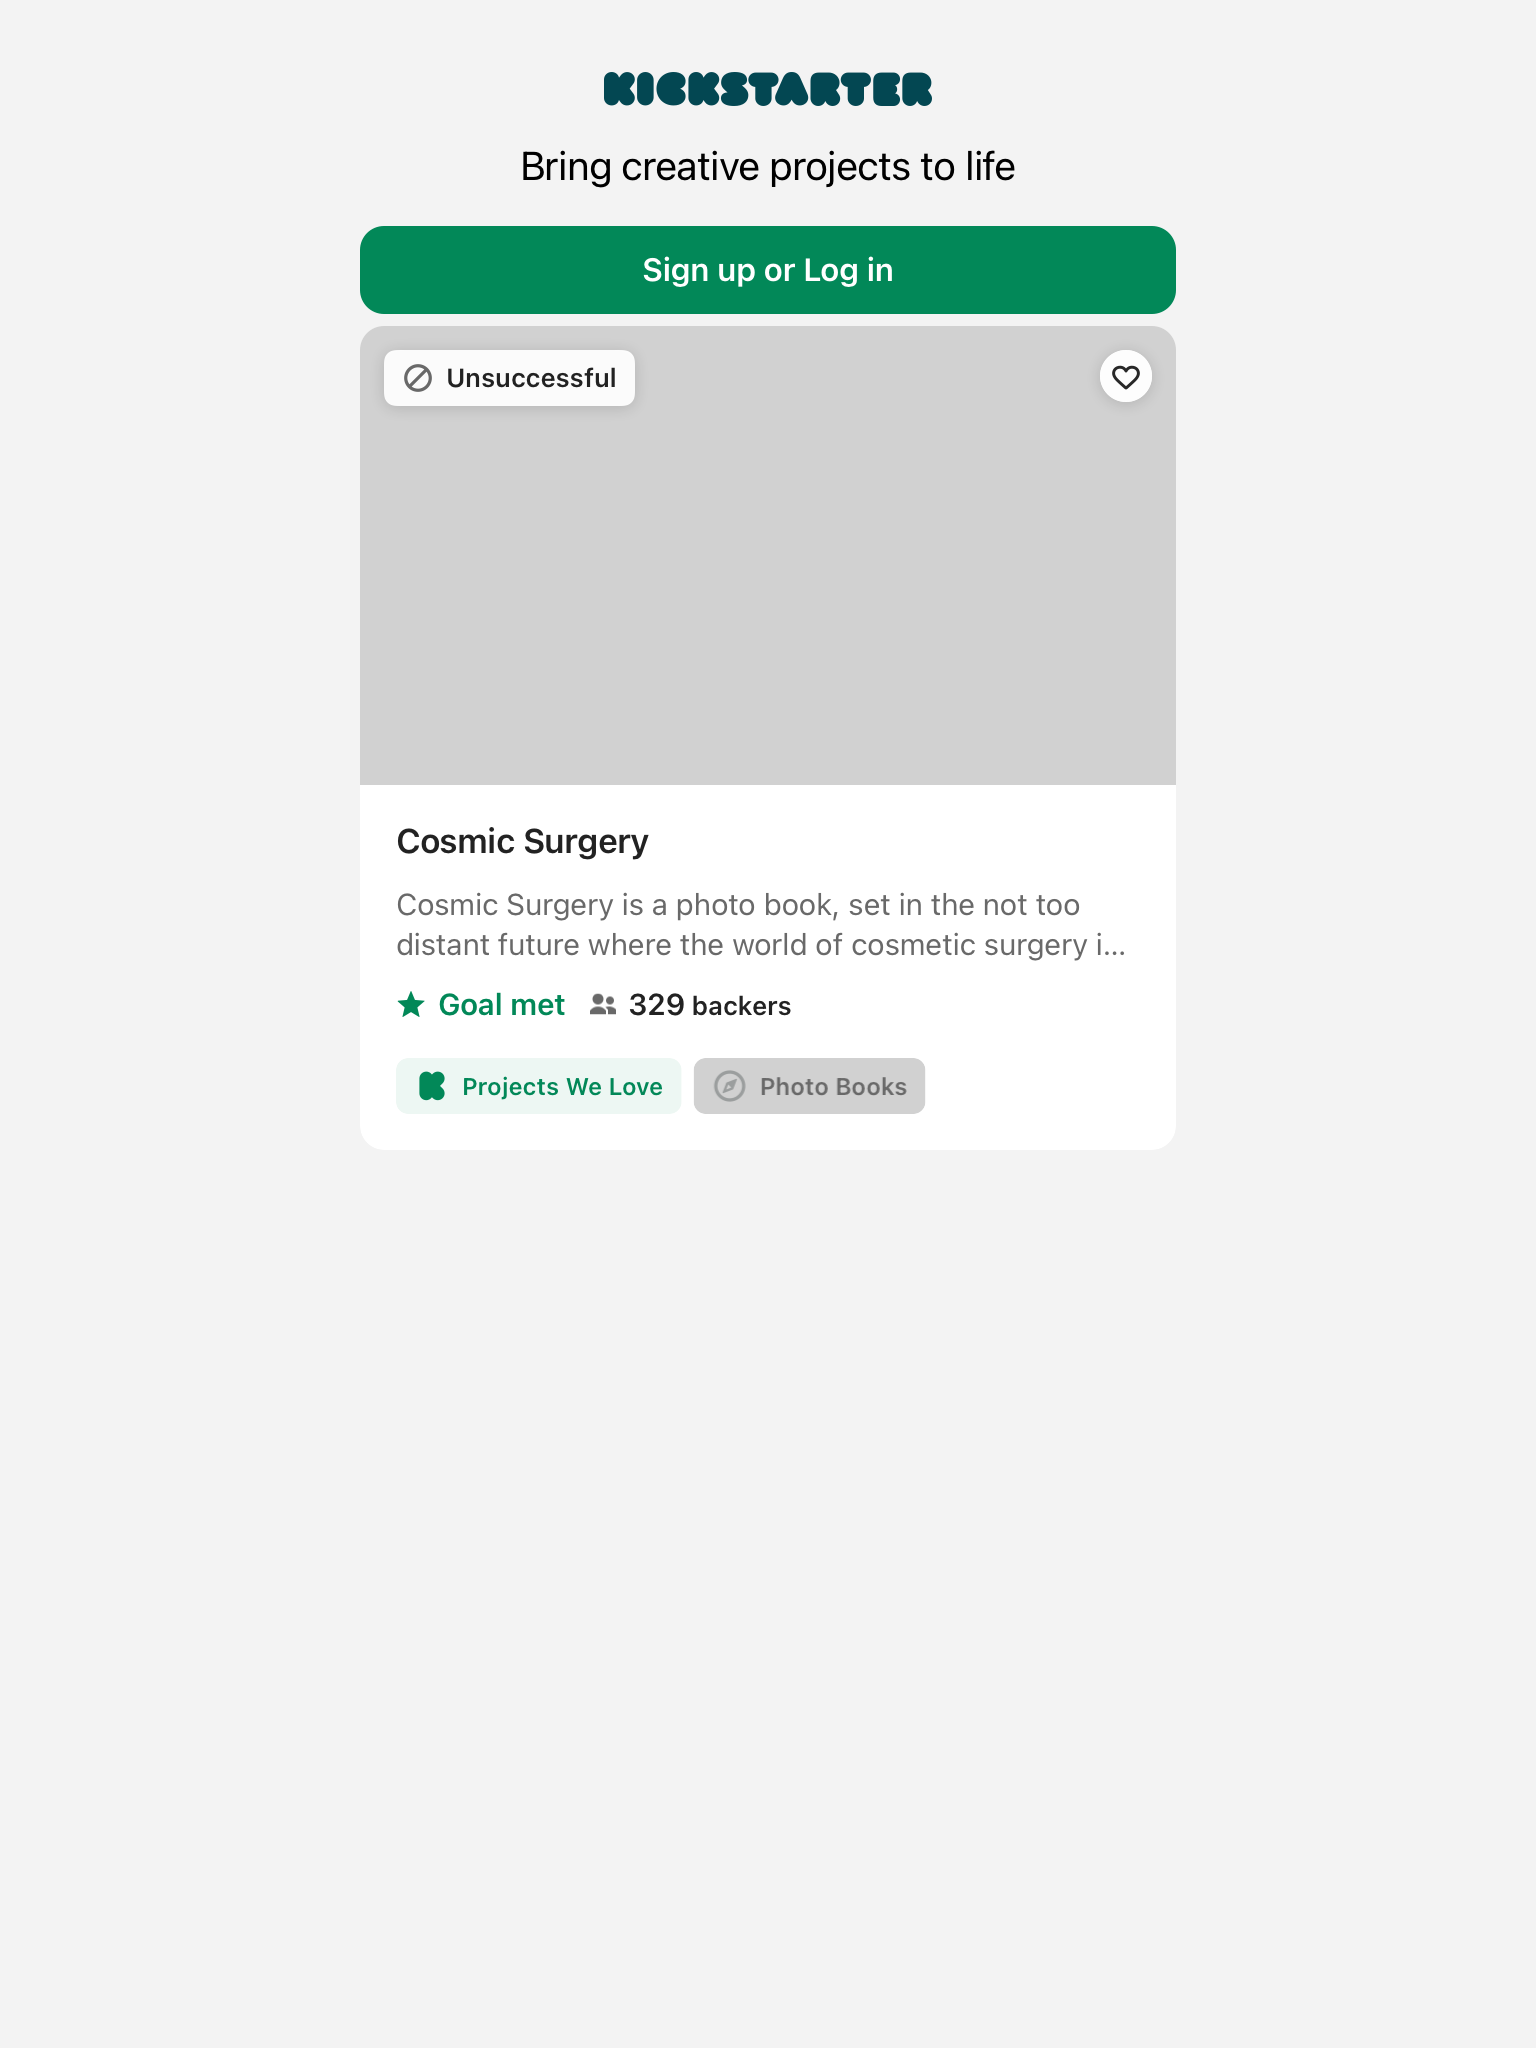 KICKSTARTER
Bring creative projects to life
Sign up or Log in
Unsuccessful
Cosmic Surgery
Cosmic Surgery is a photo book, set in the not too
distant future where the world of cosmetic surgery i...
Goal met 329 backers
Projects We Love Photo Books